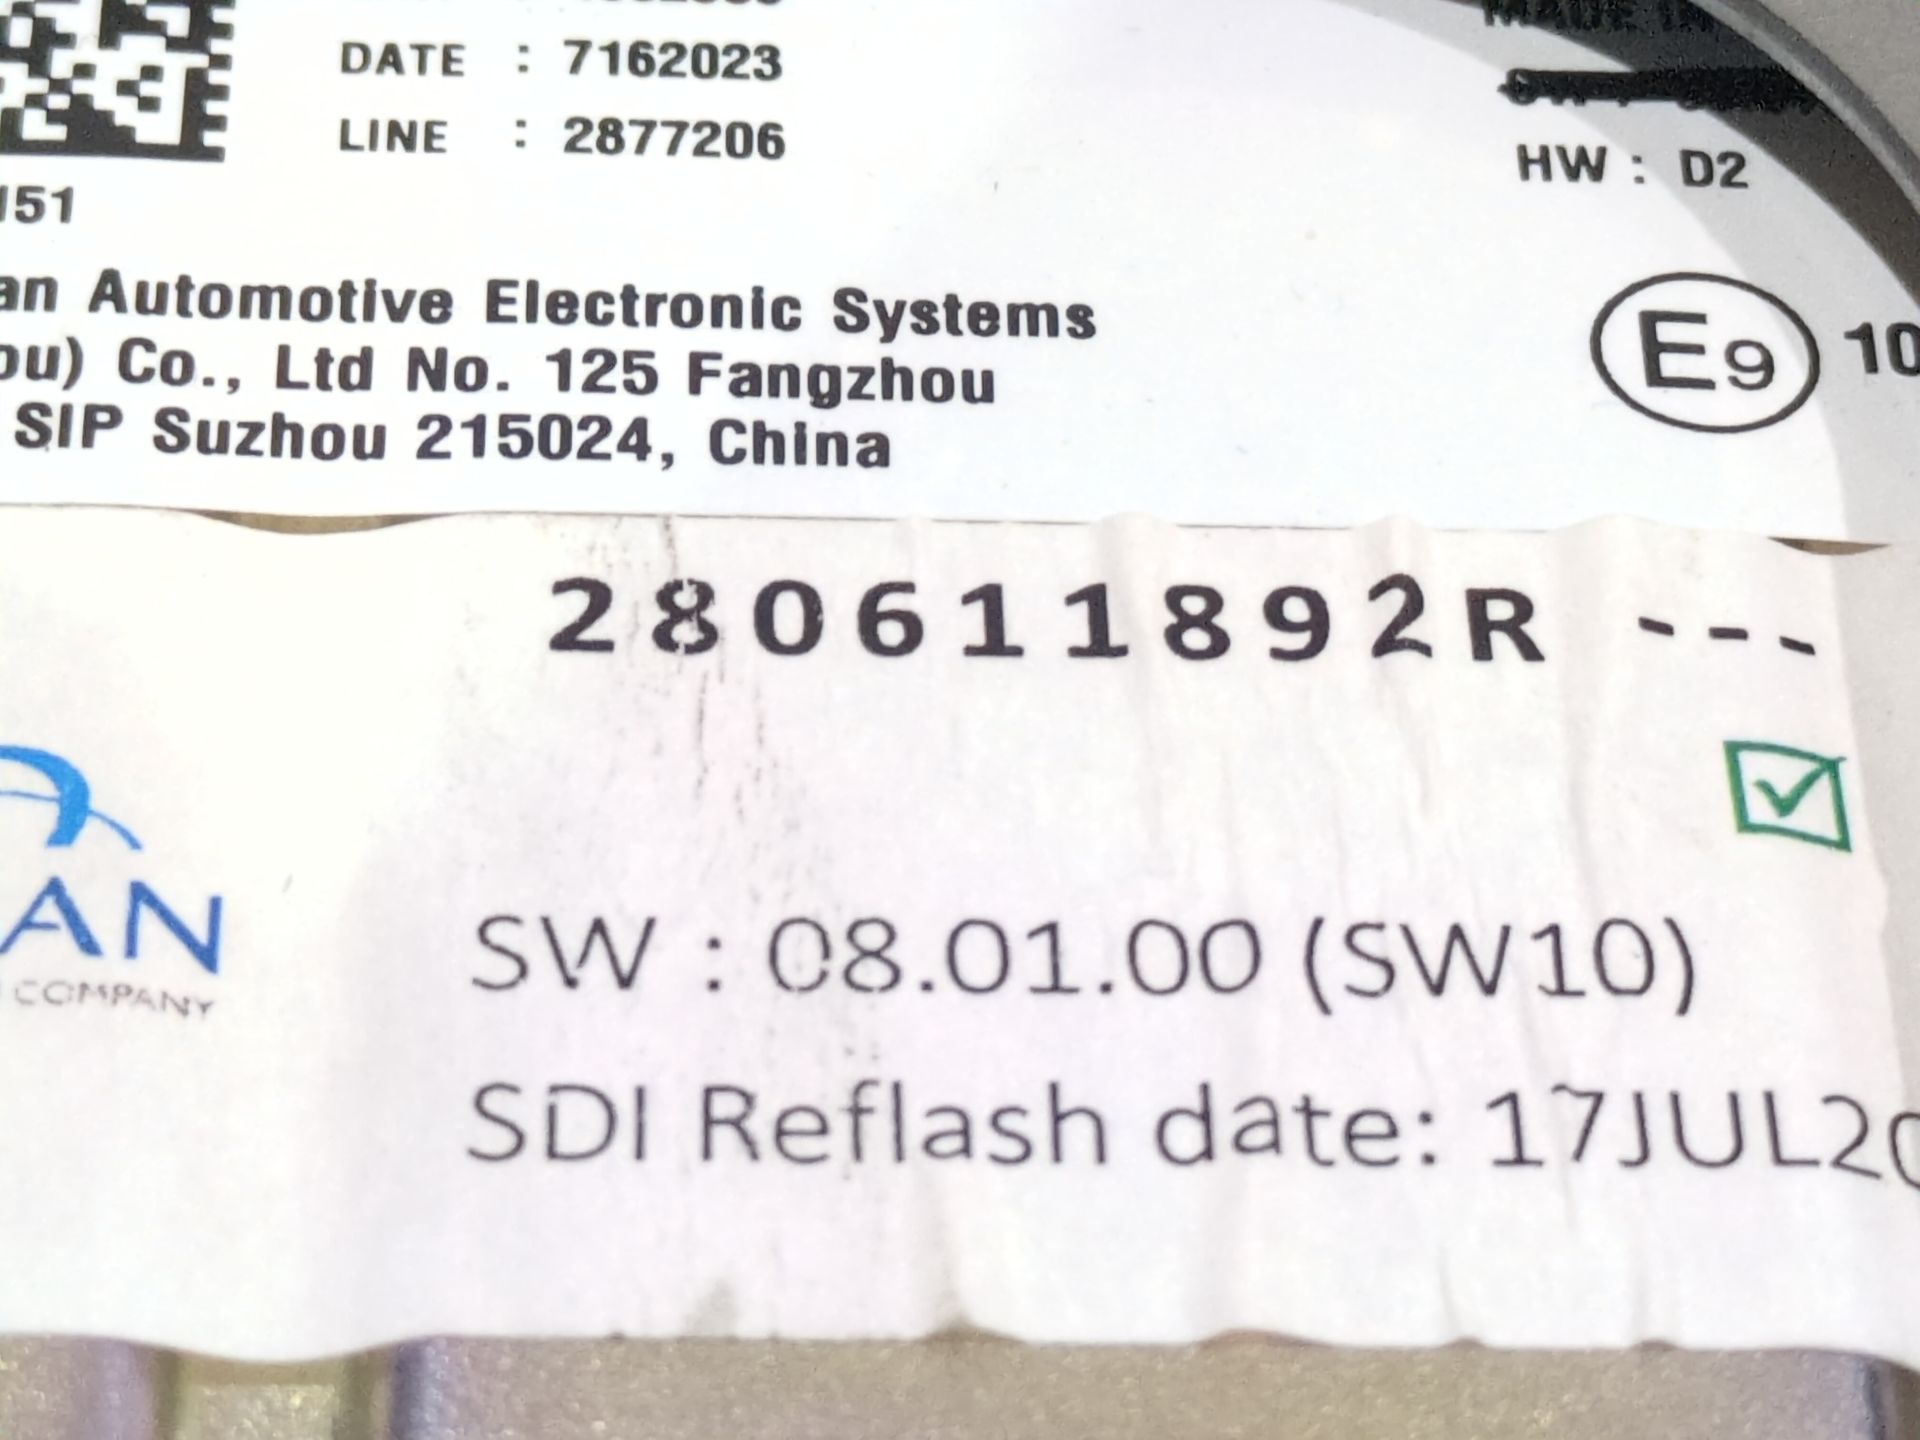 DATE : 7162023
LINE : 2877206
HW : D2
151
an Automotive Electronic Systems
ou) Co., Ltd No. 125 Fangzhou
SIP Suzhou 215024, China
E9 10
280611892R ---
AN
COMPANY
SW : 08.01.00 (SW10)
SDI Reflash date: 17JUL20